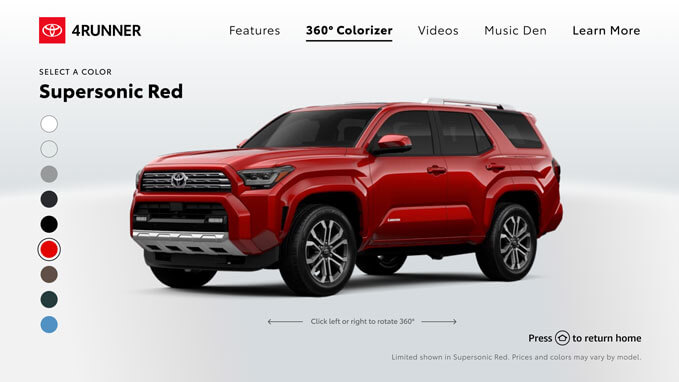 4RUNNER
Features
360° Colorizer
Videos
Music Den
Learn More
SELECT A COLOR
Supersonic Red
Click left or right to rotate 360°
Press to return home
Limited shown in Supersonic Red. Prices and colors may vary by model.